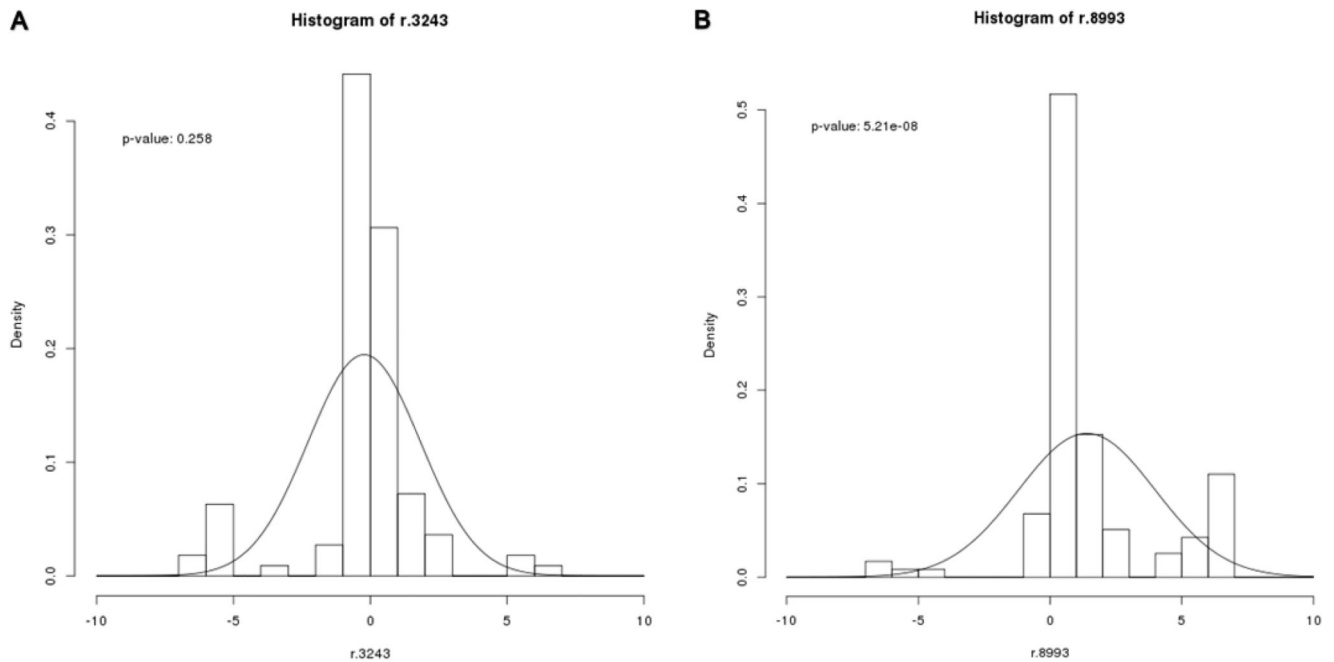 A
Histogram of r.3243
p-value: 0.258
Density
0.0
0.1
0.2
0.3
0.4
-10
-5
0
5
10
r.3243
B
Histogram of r.8993
p-value: 5.21e-08
Density
0.0
0.1
0.2
0.3
0.4
0.5
-10
-5
0
5
10
r.8993